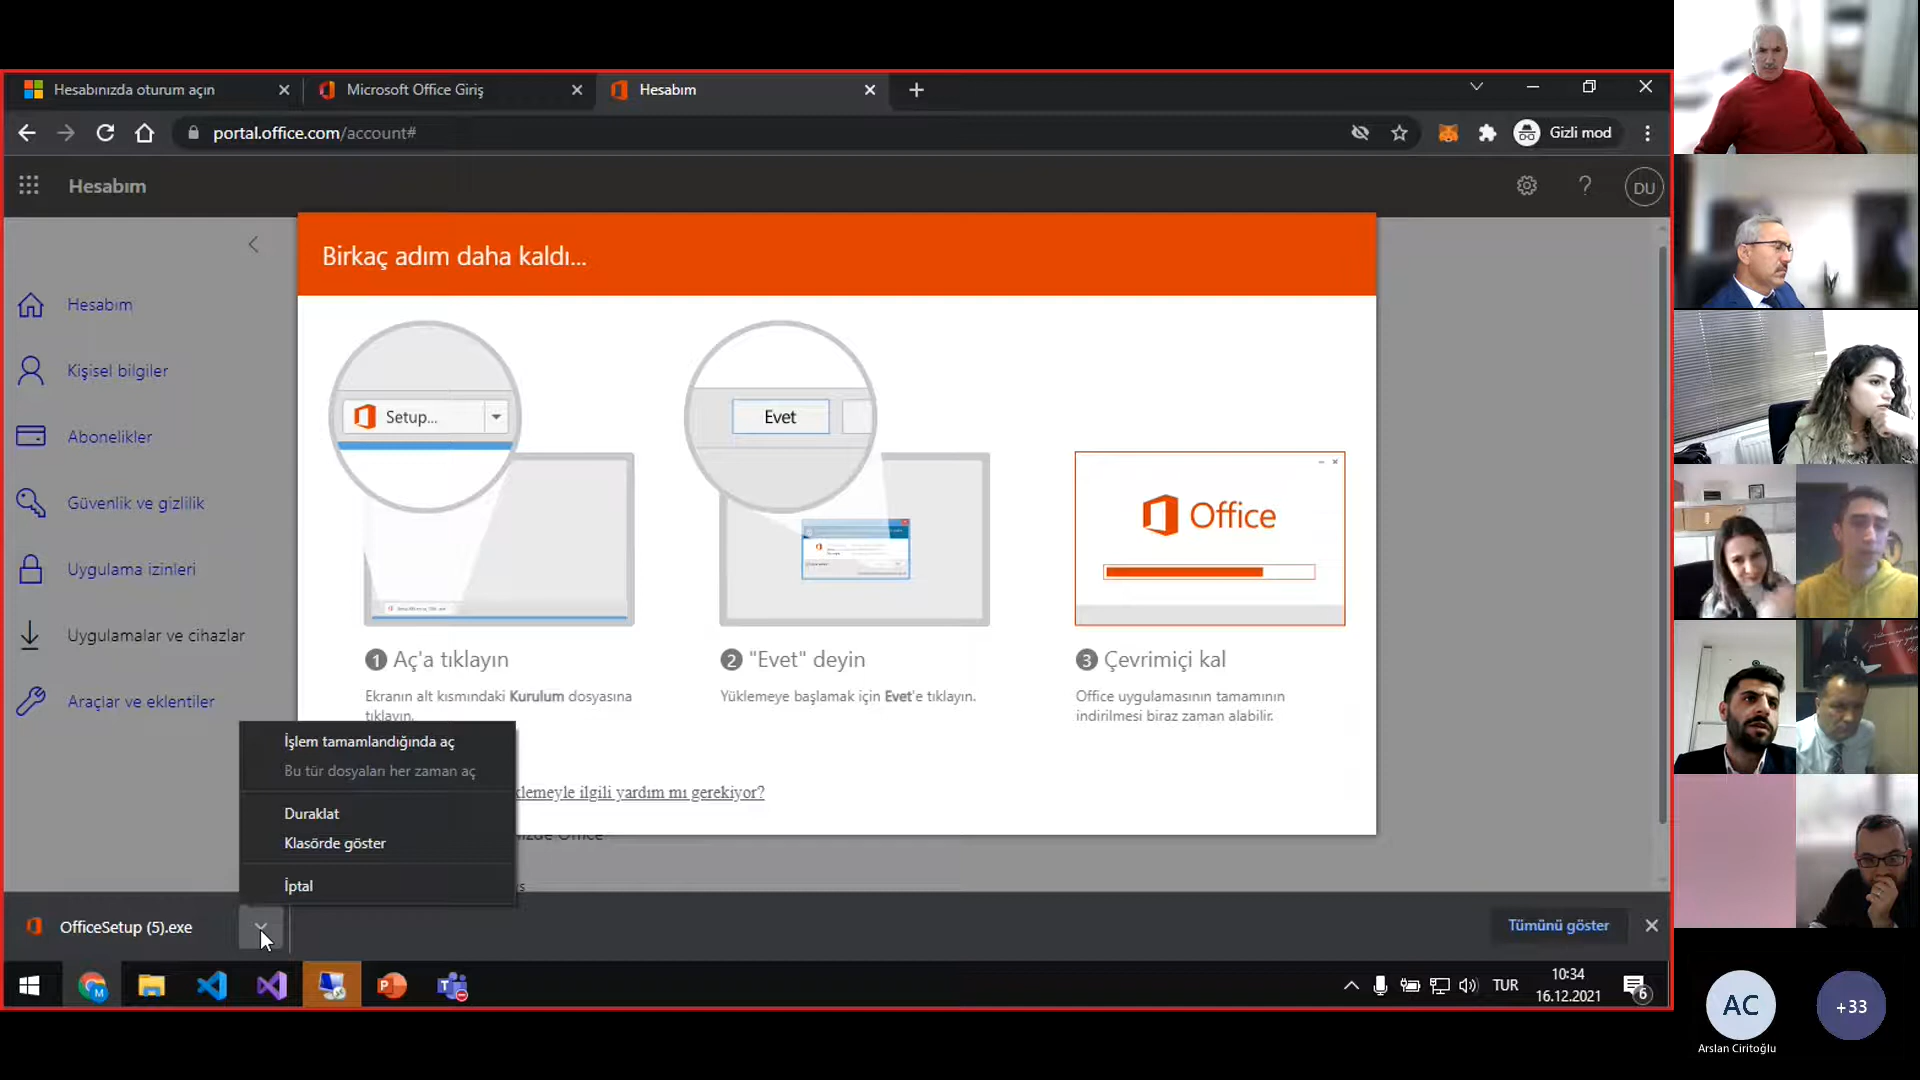 Hesabınızda oturum açın
Microsoft Office Giriş
Hesabım
portal.office.com/account#
Gizli mod
Hesabım
DU
Birkaç adım daha kaldı...
Hesabım
Kişisel bilgiler
Abonelikler
Güvenlik ve gizlilik
Uygulama izinleri
Uygulamalar ve cihazlar
Araçlar ve eklentiler
Setup...
Evet
Office
1 Aç'a tıklayın
Ekranın alt kısmındaki Kurulum dosyasına
tıklayın.
2 "Evet" deyin
Yüklemeye başlamak için Evet'e tıklayın.
3 Çevrimiçi kal
Office uygulamasının tamamının
indirilmesi biraz zaman alabilir.
klemeyle ilgili yardım mı gerekiyor?
İşlem tamamlandığında aç
Bu tür dosyaları her zaman aç
Duraklat
Klasörde göster
İptal
OfficeSetup (5).exe
Tümünü göster
TUR
10:34
16.12.2021
6
AC
Arslan Ciritoğlu
+33